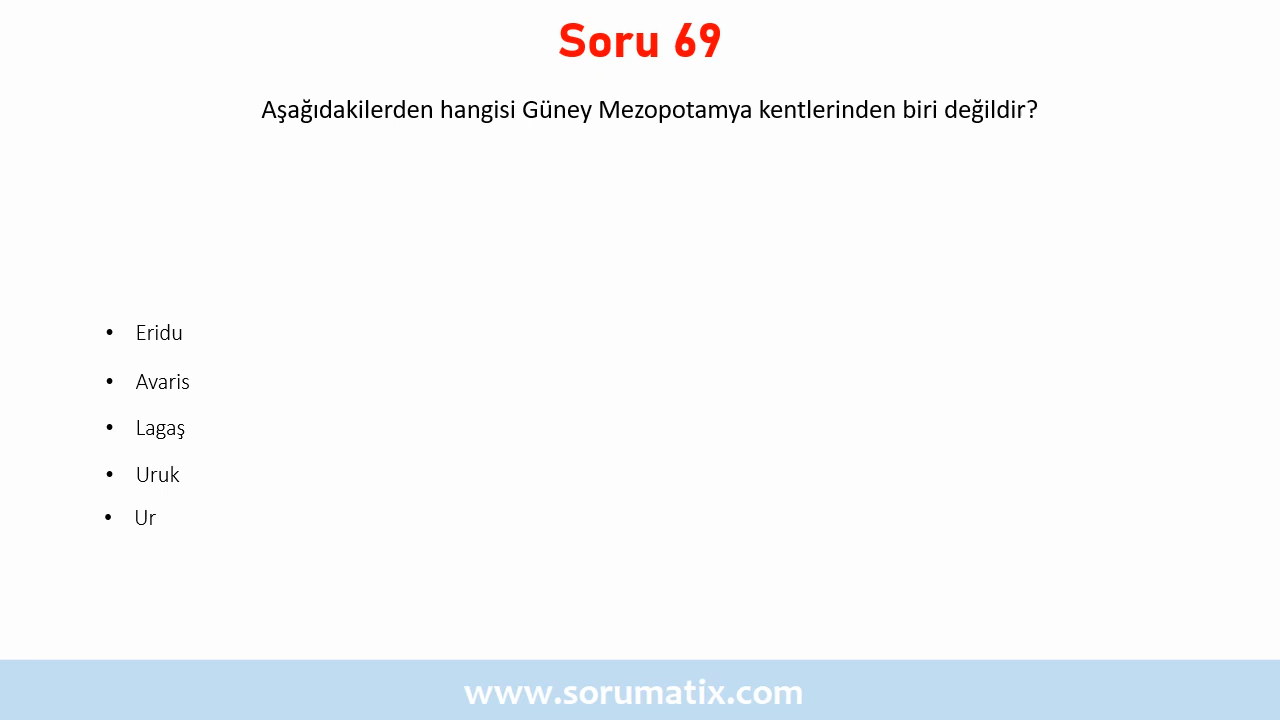 Soru 69
Aşağıdakilerden hangisi Güney Mezopotamya kentlerinden biri değildir?
• Eridu
• Avaris
• Lagaş
• Uruk
• Ur
www.sorumatix.com